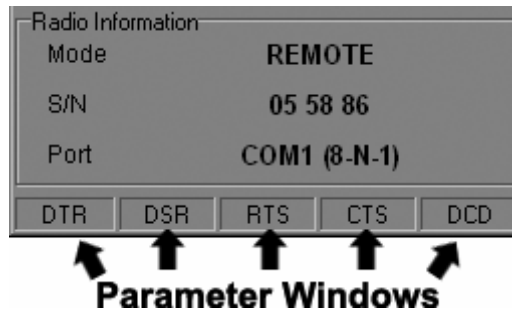 Radio Information
Mode REMOTE
S/N 05 58 86
Port COM1 (8-N-1)
DTR DSR RTS CTS DCD
Parameter Windows